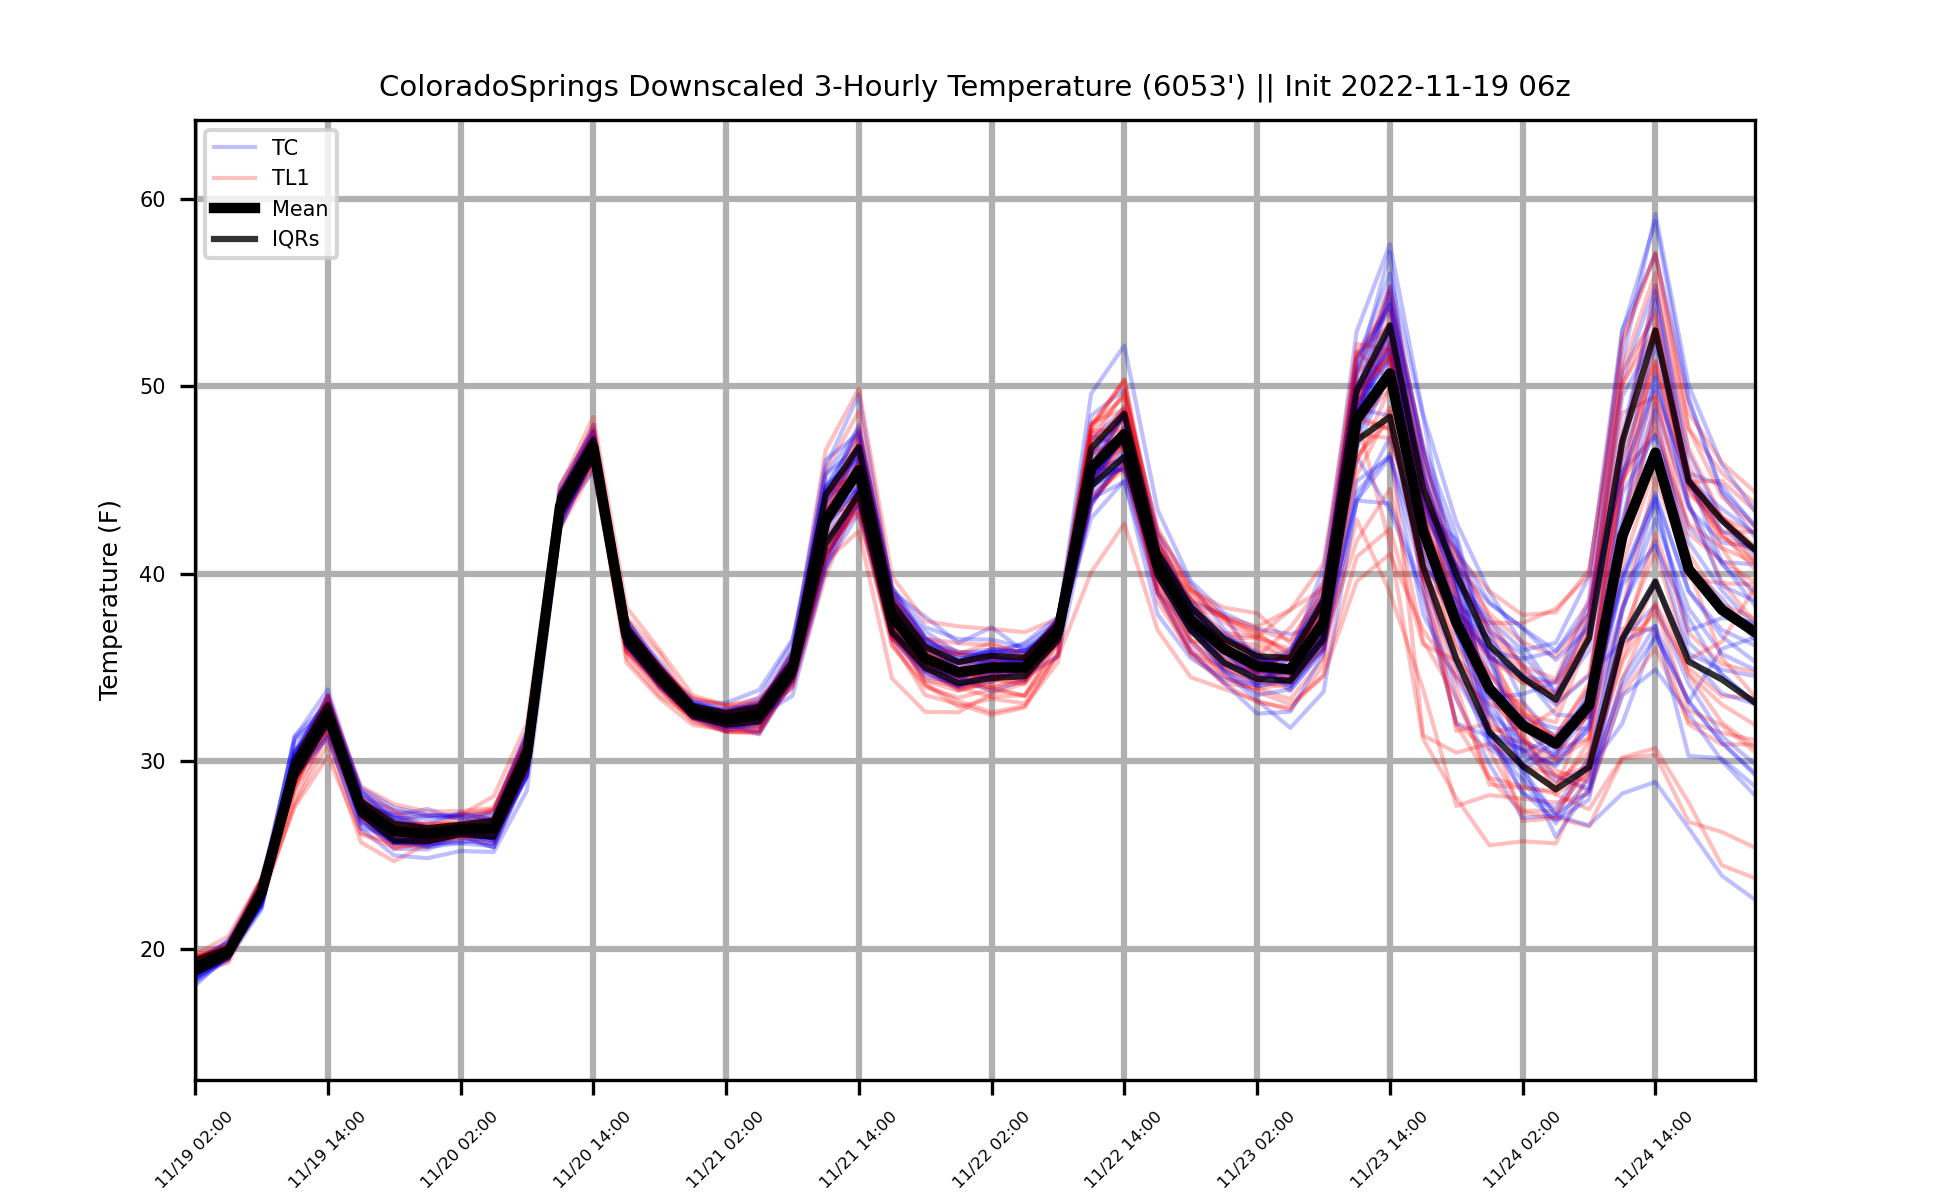 ColoradoSprings Downscaled 3-Hourly Temperature (6053') || Init 2022-11-19 06z
TC
TL1
Mean
IQRs
Temperature (F)
60
50
40
30
20
11/19 02:00
11/19 14:00
11/20 02:00
11/20 14:00
11/21 02:00
11/21 14:00
11/22 02:00
11/22 14:00
11/23 02:00
11/23 14:00
11/24 02:00
11/24 14:00